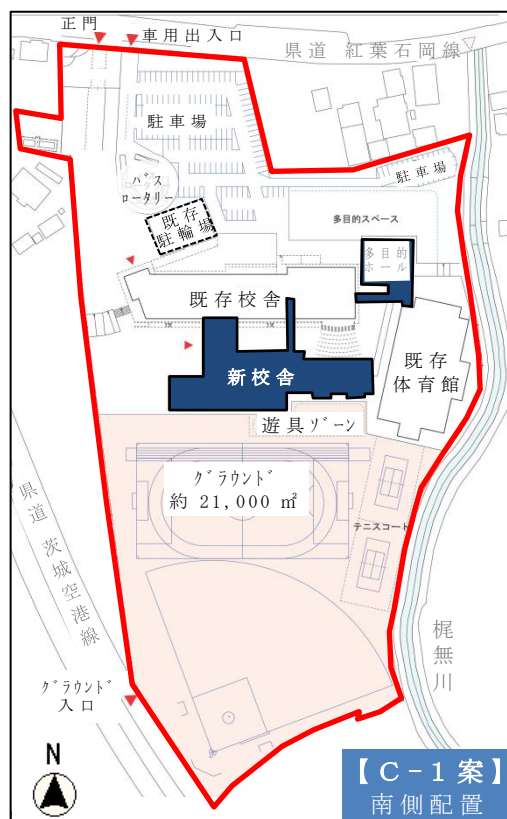 正門
車用出入口
県道 紅葉石岡線
駐車場
駐車場
バス
ロータリー
既存
駐輪場
多目的スペース
多目的
ホール
既存校舎
新校舎
既存
体育館
遊具ゾーン
グラウンド
約 21,000 ㎡
テニスコート
県道 茨城空港線
梶無川
グラウンド
入口
N
【C-1案】
南側配置